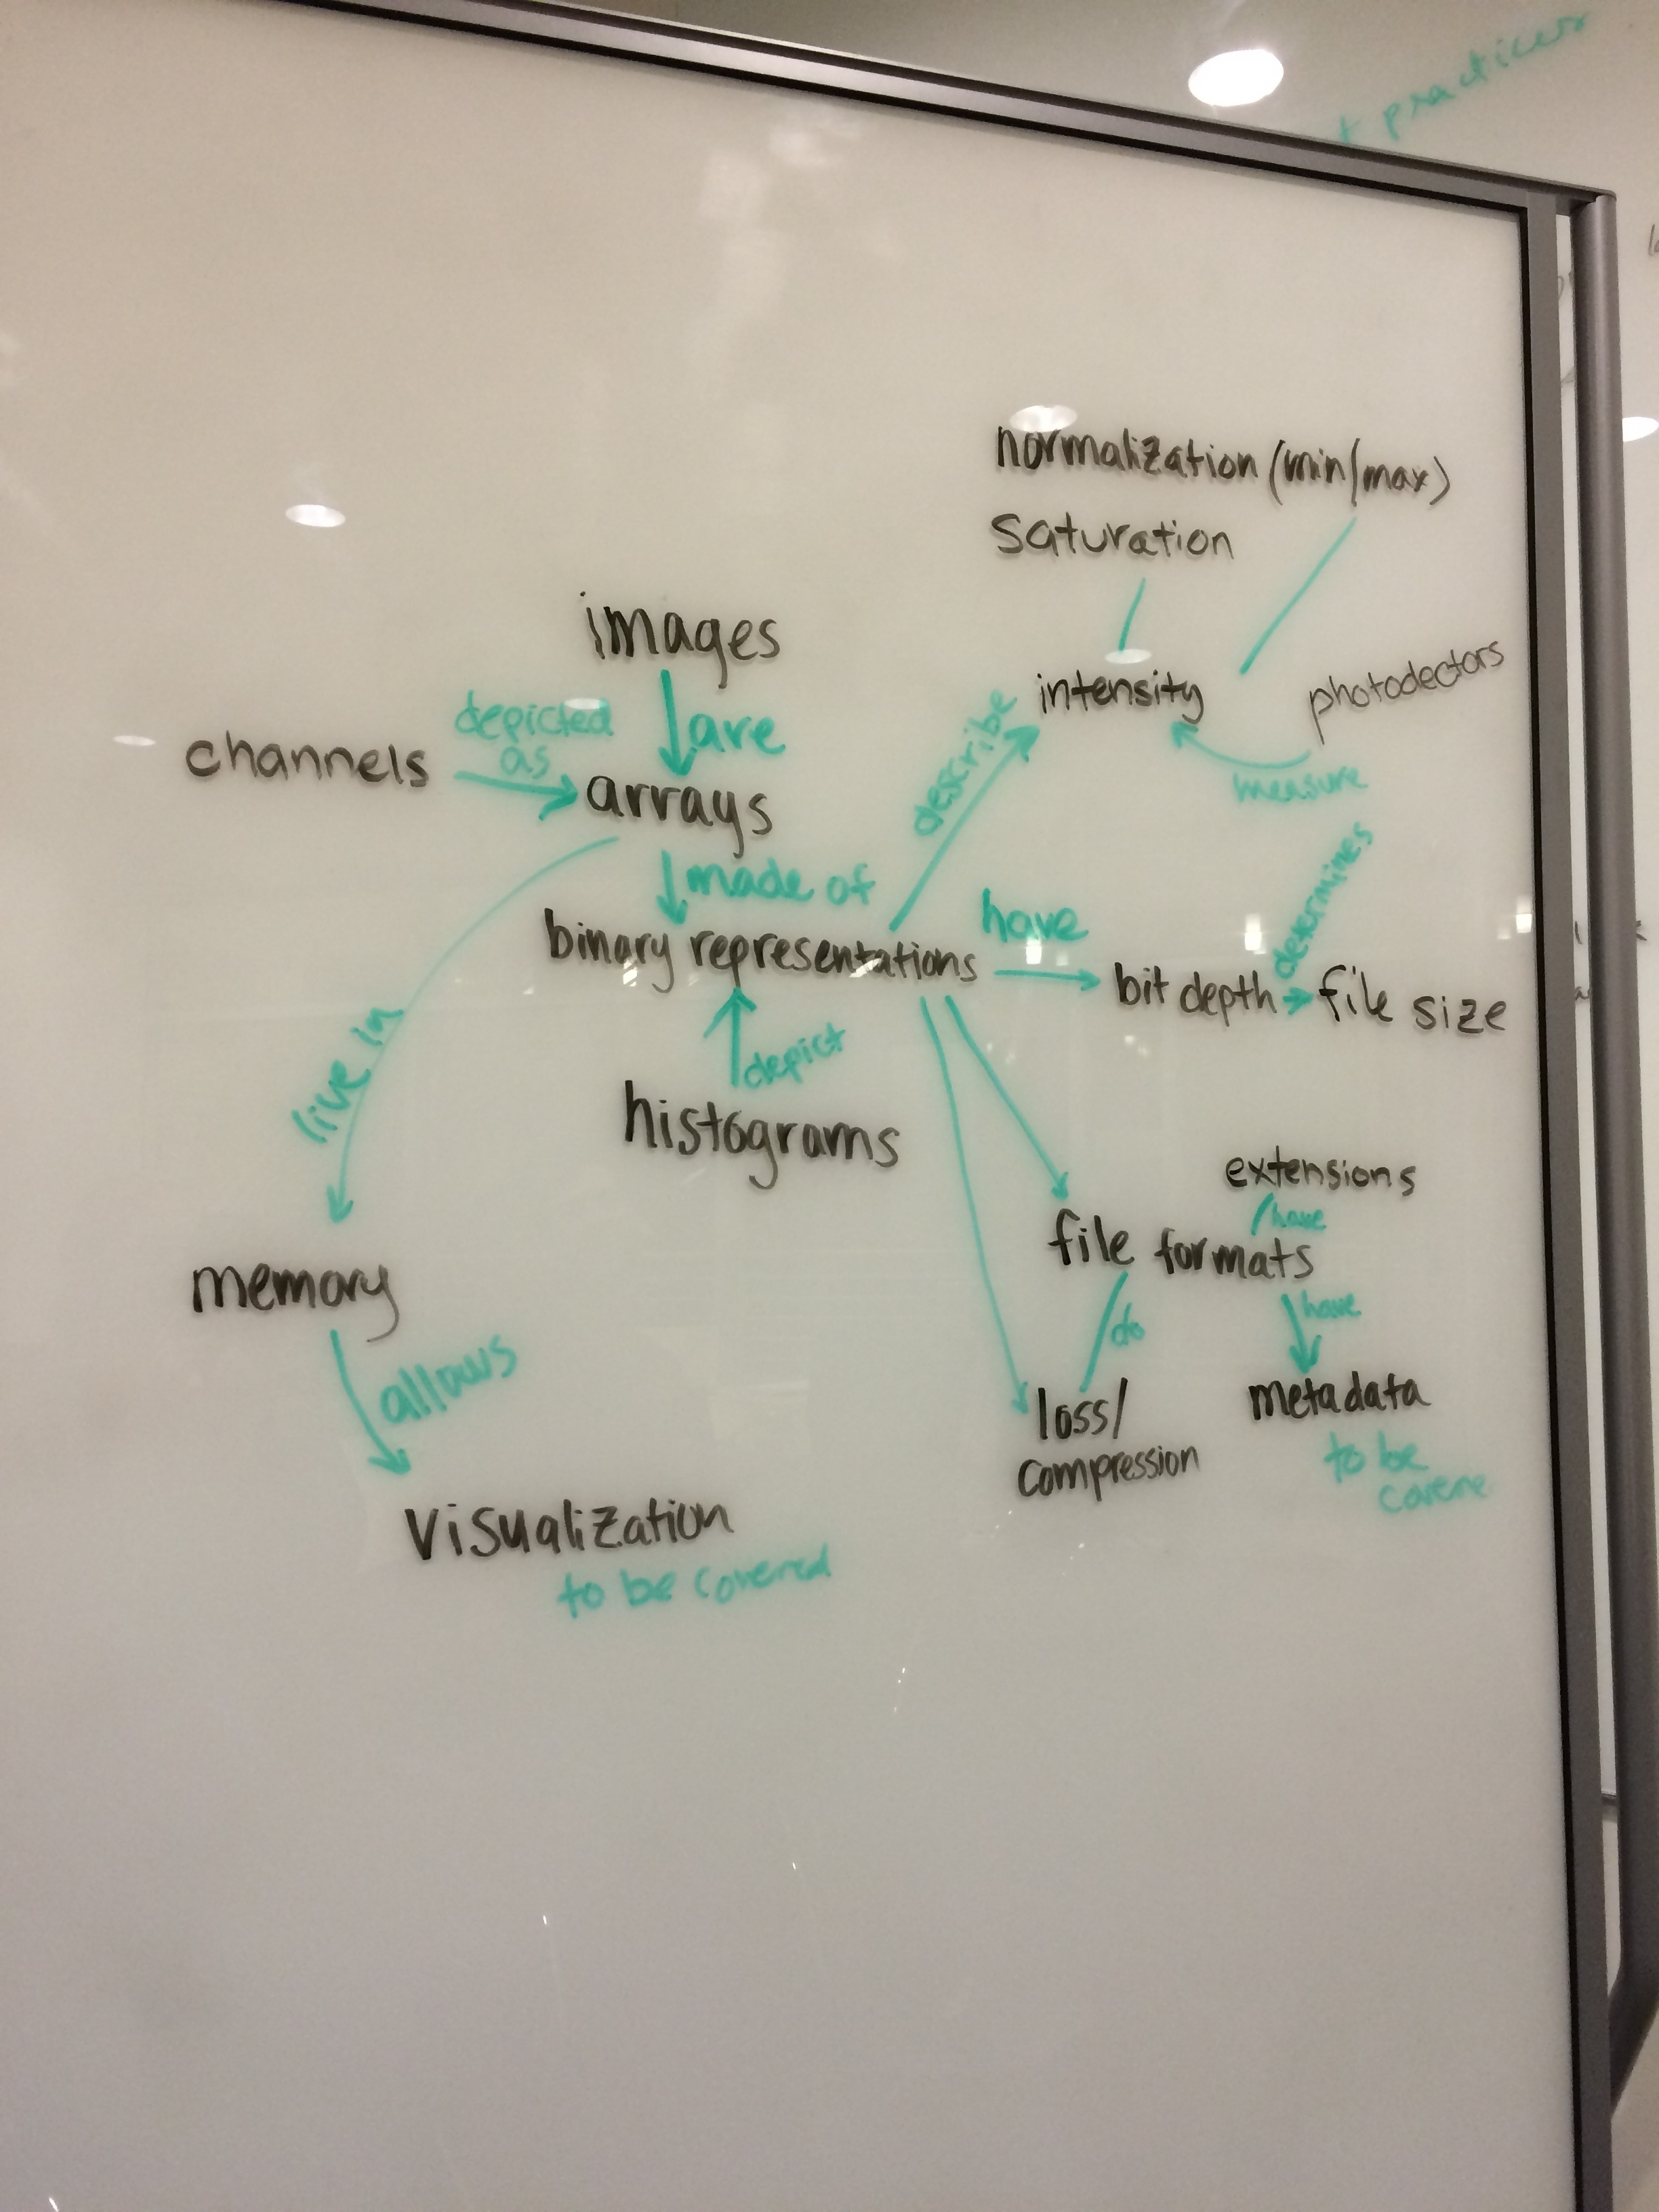 practices
normalization (min/max)
saturation
images
intensity
photodectors
describe
depicted
as
are
channels
measure
arrays
determines
made of
have
binary representations
bit depth
file size
live in
depict
histograms
extensions
have
file formats
memory
have
do
allows
metadata
loss/
compression
to be
visualization
to be covered